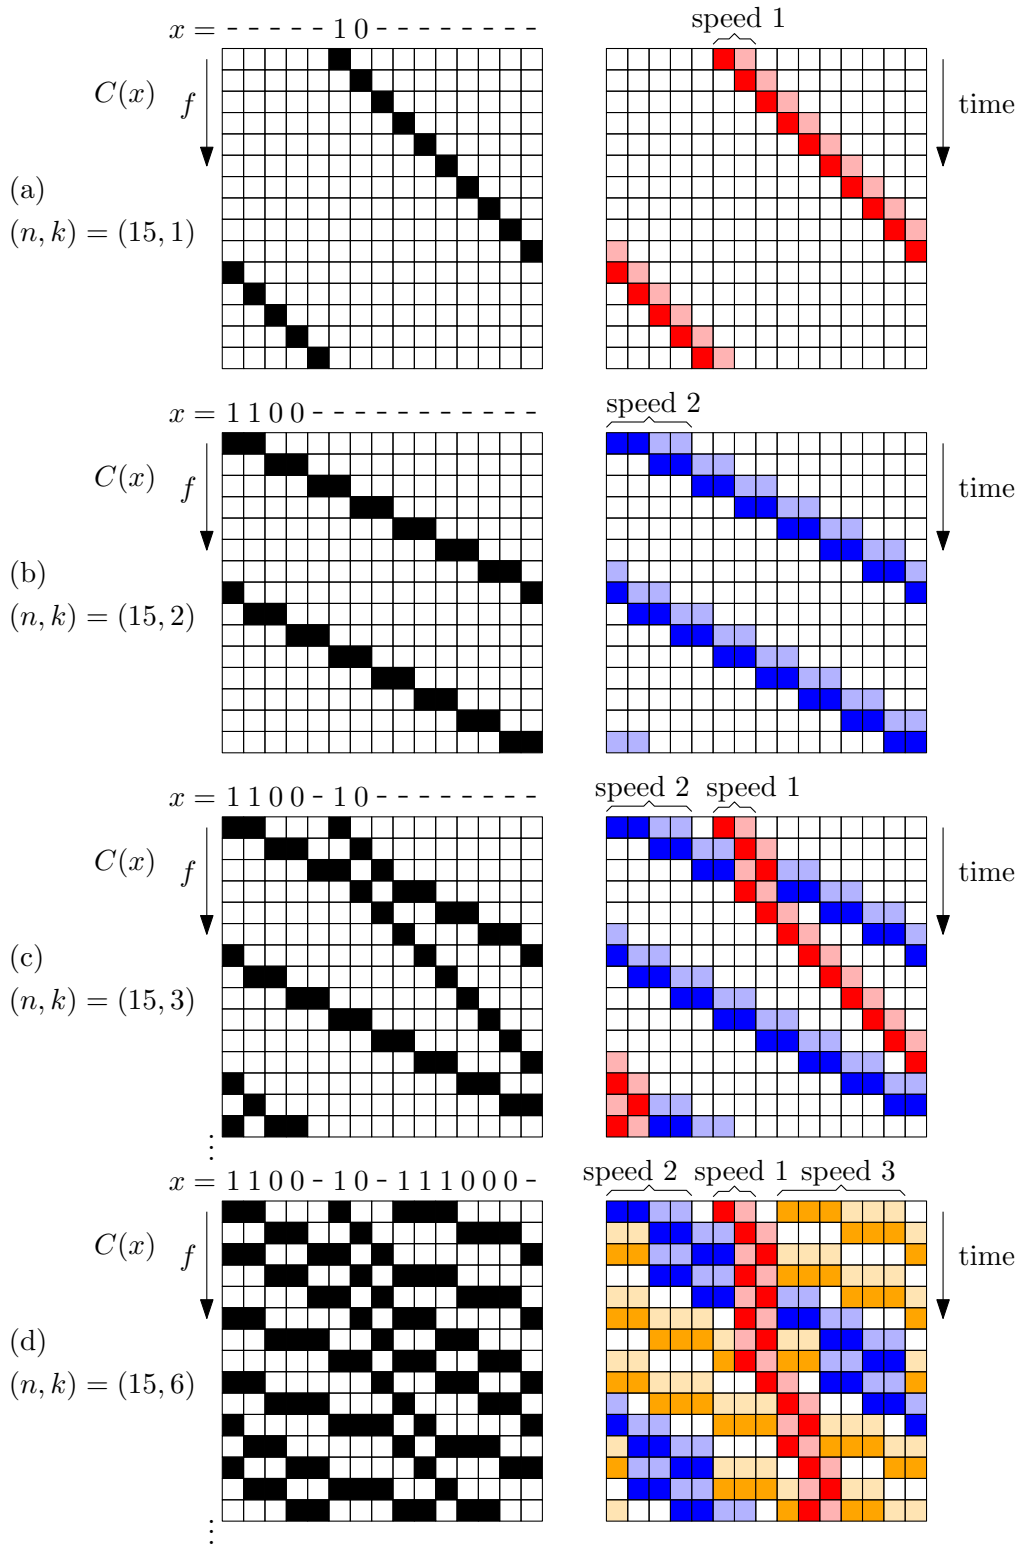 x = - - - - - 1 0 - - - - - - - -
speed 1
C(x)
f
time
(a)
(n, k) = (15, 1)
x = 1 1 0 0 - - - - - - - - - - -
speed 2
C(x)
f
time
(b)
(n, k) = (15, 2)
x = 1 1 0 0 - 1 0 - - - - - - - -
speed 2 speed 1
C(x)
f
time
(c)
(n, k) = (15, 3)
⋮
x = 1 1 0 0 - 1 0 - 1 1 1 0 0 0 -
speed 2 speed 1 speed 3
C(x)
f
time
(d)
(n, k) = (15, 6)
⋮